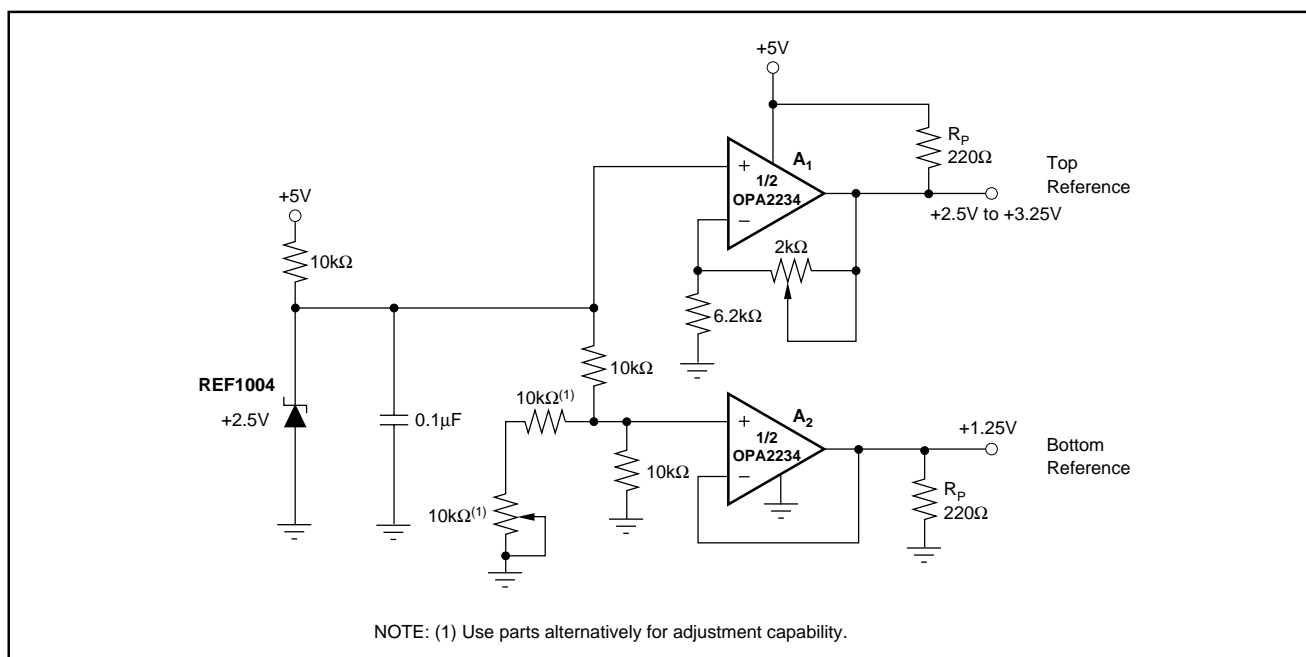 +5V
R_P
220Ω
Top
Reference
+2.5V to +3.25V
A₁
+
1/2
OPA2234
–
2kΩ
6.2kΩ
+5V
10kΩ
REF1004
+2.5V
0.1µF
10kΩ
10kΩ⁽¹⁾
10kΩ⁽¹⁾
10kΩ
A₂
+
1/2
OPA2234
–
+1.25V
Bottom
Reference
R_P
220Ω
NOTE: (1) Use parts alternatively for adjustment capability.